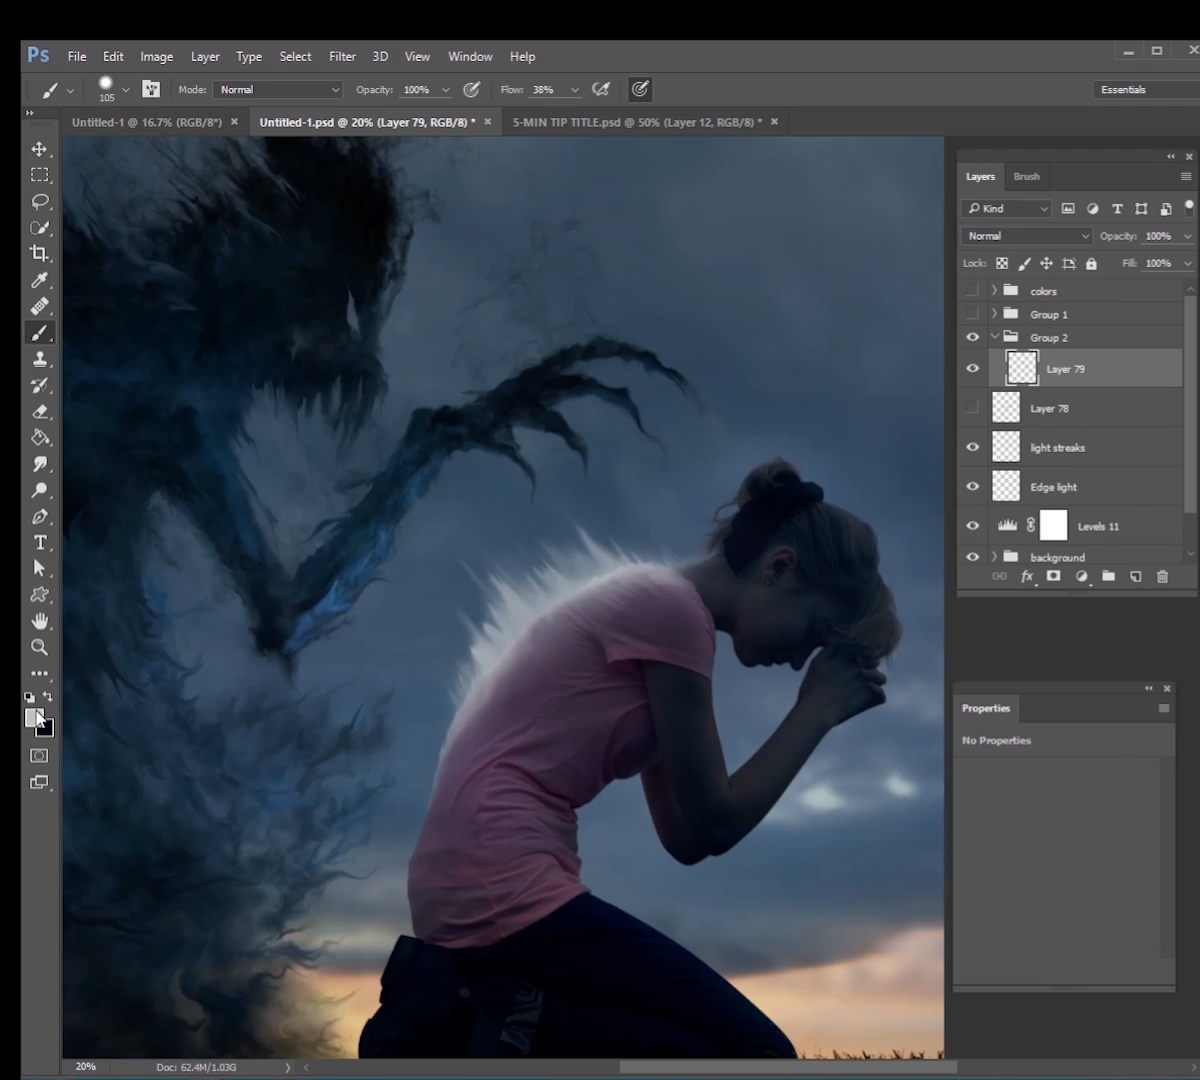 Ps File Edit Image Layer Type Select Filter 3D View Window Help
105 Mode: Normal Opacity: 100% Flow: 38% Essentials
Untitled-1 @ 16.7% (RGB/8*) × Untitled-1.psd @ 20% (Layer 79, RGB/8) * × 5-MIN TIP TITLE.psd @ 50% (Layer 12, RGB/8) * ×
Layers Brush
Kind
Normal Opacity: 100%
Lock: Fill: 100%
colors
Group 1
Group 2
Layer 79
Layer 78
light streaks
Edge light
Levels 11
background
fx
Properties
No Properties
20% Doc: 62.4M/1.03G